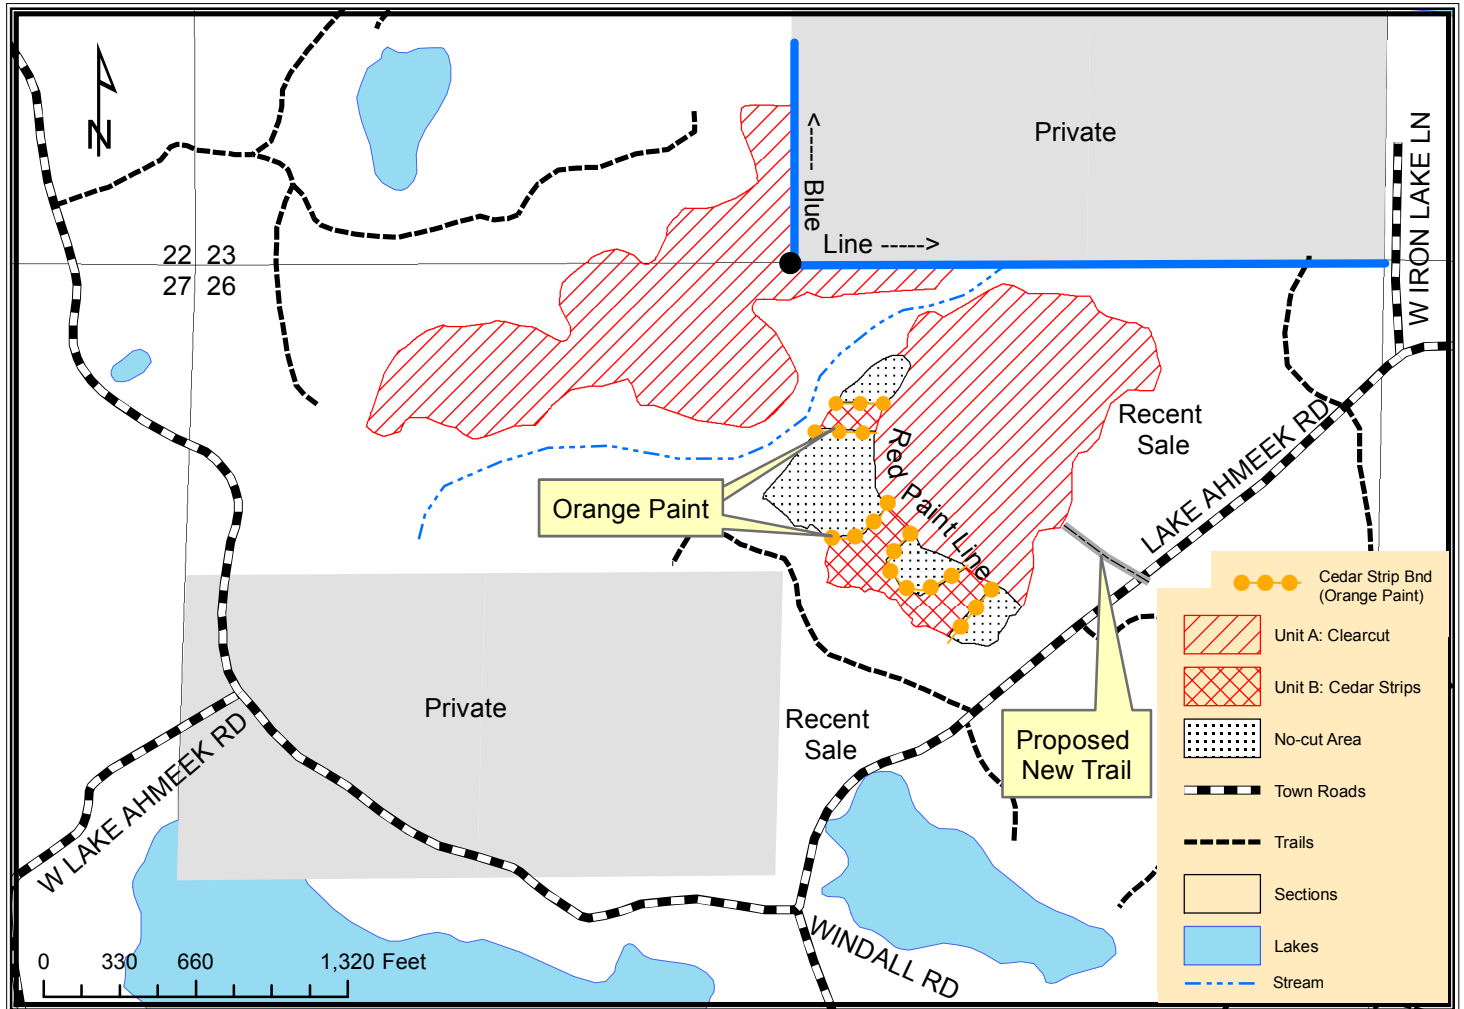 N
Private
<----- Blue
Line ----->
W IRON LAKE LN
22 23
27 26
Recent
Sale
LAKE AHMEEK RD
Red Paint Line
Orange Paint
Private
Recent
Sale
Proposed
New Trail
W LAKE AHMEEK RD
WINDALL RD
0 330 660 1,320 Feet
Cedar Strip Bnd
(Orange Paint)
Unit A: Clearcut
Unit B: Cedar Strips
No-cut Area
Town Roads
Trails
Sections
Lakes
Stream